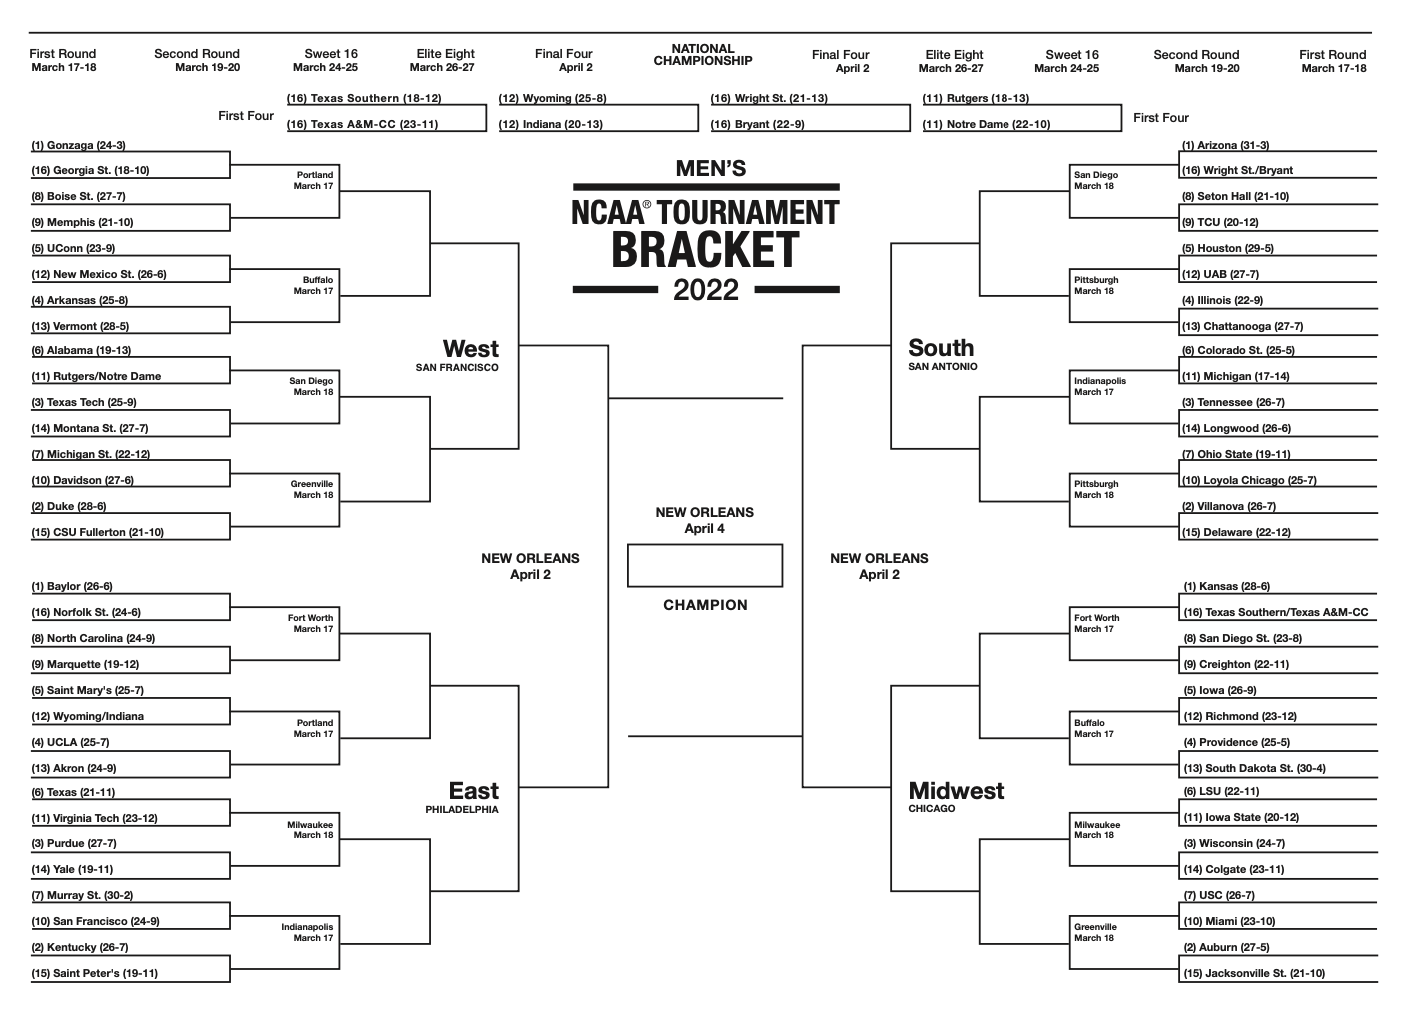 First Round
March 17-18
Second Round
March 19-20
Sweet 16
March 24-25
Elite Eight
March 26-27
Final Four
April 2
NATIONAL
CHAMPIONSHIP
Final Four
April 2
Elite Eight
March 26-27
Sweet 16
March 24-25
Second Round
March 19-20
First Round
March 17-18
First Four
(16) Texas Southern (18-12)
(16) Texas A&M-CC (23-11)
(12) Wyoming (25-8)
(12) Indiana (20-13)
(16) Wright St. (21-13)
(16) Bryant (22-9)
(11) Rutgers (18-13)
(11) Notre Dame (22-10)
First Four
MEN'S
NCAA® TOURNAMENT
BRACKET
2022
(1) Gonzaga (24-3)
(16) Georgia St. (18-10)
(8) Boise St. (27-7)
(9) Memphis (21-10)
(5) UConn (23-9)
(12) New Mexico St. (26-6)
(4) Arkansas (25-8)
(13) Vermont (28-5)
(6) Alabama (19-13)
(11) Rutgers/Notre Dame
(3) Texas Tech (25-9)
(14) Montana St. (27-7)
(7) Michigan St. (22-12)
(10) Davidson (27-6)
(2) Duke (28-6)
(15) CSU Fullerton (21-10)
Portland
March 17
Buffalo
March 17
San Diego
March 18
Greenville
March 18
West
SAN FRANCISCO
(1) Baylor (26-6)
(16) Norfolk St. (24-6)
(8) North Carolina (24-9)
(9) Marquette (19-12)
(5) Saint Mary's (25-7)
(12) Wyoming/Indiana
(4) UCLA (25-7)
(13) Akron (24-9)
(6) Texas (21-11)
(11) Virginia Tech (23-12)
(3) Purdue (27-7)
(14) Yale (19-11)
(7) Murray St. (30-2)
(10) San Francisco (24-9)
(2) Kentucky (26-7)
(15) Saint Peter's (19-11)
Fort Worth
March 17
Portland
March 17
Milwaukee
March 18
Indianapolis
March 17
East
PHILADELPHIA
NEW ORLEANS
April 2
NEW ORLEANS
April 4
CHAMPION
NEW ORLEANS
April 2
South
SAN ANTONIO
San Diego
March 18
Pittsburgh
March 18
Indianapolis
March 17
Pittsburgh
March 18
(1) Arizona (31-3)
(16) Wright St./Bryant
(8) Seton Hall (21-10)
(9) TCU (20-12)
(5) Houston (29-5)
(12) UAB (27-7)
(4) Illinois (22-9)
(13) Chattanooga (27-7)
(6) Colorado St. (25-5)
(11) Michigan (17-14)
(3) Tennessee (26-7)
(14) Longwood (26-6)
(7) Ohio State (19-11)
(10) Loyola Chicago (25-7)
(2) Villanova (26-7)
(15) Delaware (22-12)
Midwest
CHICAGO
Fort Worth
March 17
Buffalo
March 17
Milwaukee
March 18
Greenville
March 18
(1) Kansas (28-6)
(16) Texas Southern/Texas A&M-CC
(8) San Diego St. (23-8)
(9) Creighton (22-11)
(5) Iowa (26-9)
(12) Richmond (23-12)
(4) Providence (25-5)
(13) South Dakota St. (30-4)
(6) LSU (22-11)
(11) Iowa State (20-12)
(3) Wisconsin (24-7)
(14) Colgate (23-11)
(7) USC (26-7)
(10) Miami (23-10)
(2) Auburn (27-5)
(15) Jacksonville St. (21-10)